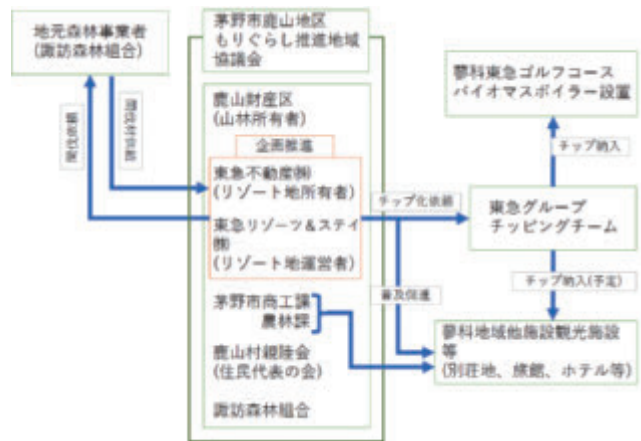 地元森林事業者
(諏訪森林組合)
間伐依頼
間伐材供給
茅野市鹿山地区
もりぐらし推進地域
協議会
鹿山財産区
(山林所有者)
企画推進
東急不動産㈱
(リゾート地所有者)
東急リゾーツ&ステイ
㈱
(リゾート地運営者)
茅野市商工課
農林課
鹿山村親陸会
(住民代表の会)
諏訪森林組合
チップ化依頼
普及促進
蓼科東急ゴルフコース
バイオマスボイラー設置
チップ納入
東急グループ
チッピングチーム
チップ納入(予定)
蓼科地域他施設観光施設
等
(別荘地、旅館、ホテル等)